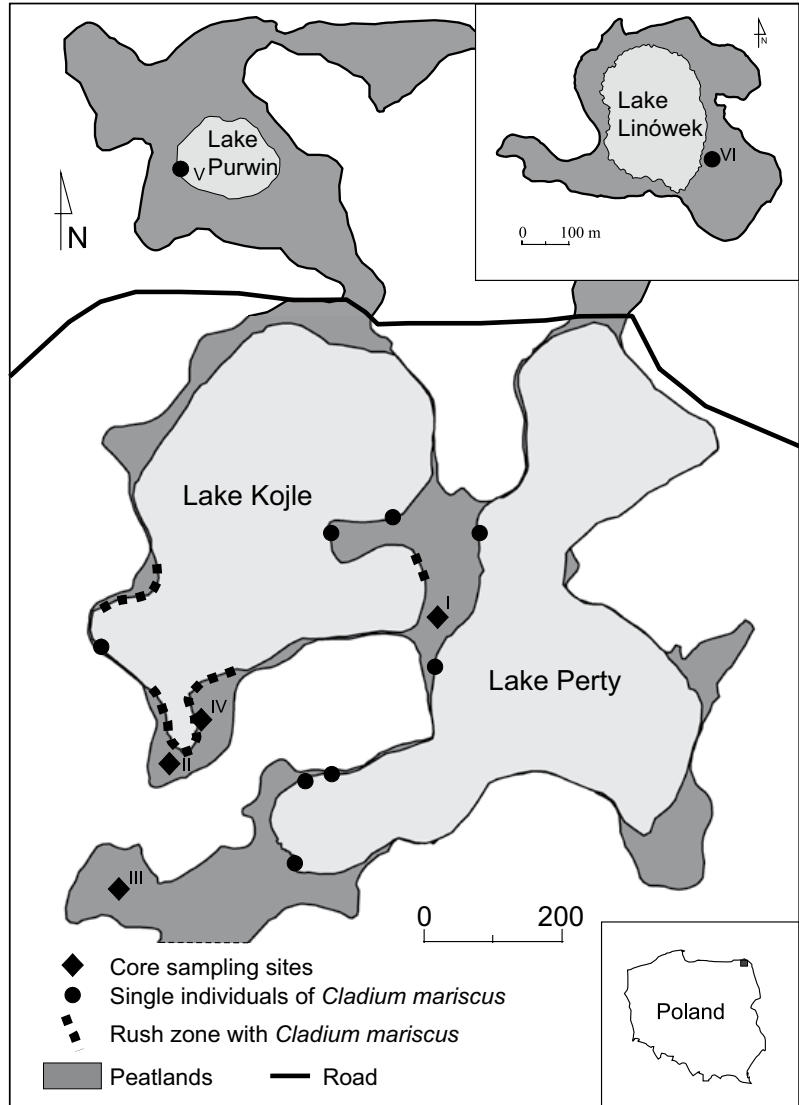 Lake
Purwin
V
N
Lake
Linówek
VI
N
0 100 m
Lake Kojle
I
Lake Perty
IV
II
III
0 200
Core sampling sites
Single individuals of Cladium mariscus
Rush zone with Cladium mariscus
Peatlands
Road
Poland